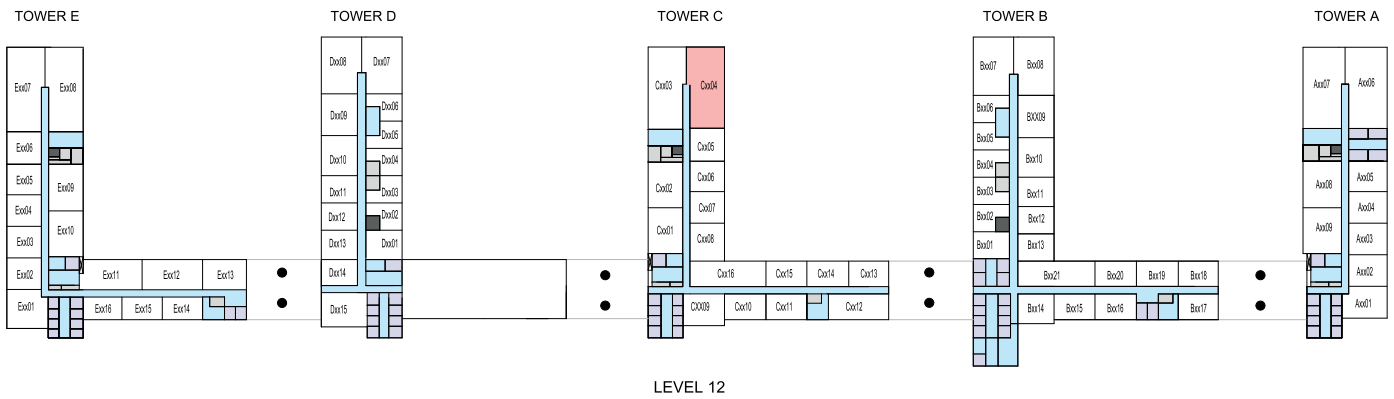 TOWER E
TOWER D
TOWER C
TOWER B
TOWER A
Exx07
Exx08
Exx06
Exx05
Exx09
Exx04
Exx10
Exx03
Exx02
Exx11
Exx12
Exx13
Exx01
Exx16
Exx15
Exx14
Dxx08
Dxx07
Dxx09
Dxx06
Dxx05
Dxx10
Dxx04
Dxx11
Dxx03
Dxx12
Dxx02
Dxx13
Dxx01
Dxx14
Dxx15
Cxx03
Cxx04
Cxx05
Cxx02
Cxx06
Cxx07
Cxx01
Cxx08
Cxx16
Cxx15
Cxx14
Cxx13
CXX09
Cxx10
Cxx11
Cxx12
Bxx07
Bxx08
Bxx06
BXX09
Bxx05
Bxx04
Bxx10
Bxx03
Bxx11
Bxx02
Bxx12
Bxx01
Bxx13
Bxx21
Bxx20
Bxx19
Bxx18
Bxx14
Bxx15
Bxx16
Bxx17
Axx07
Axx06
Axx05
Axx08
Axx04
Axx09
Axx03
Axx02
Axx01
LEVEL 12